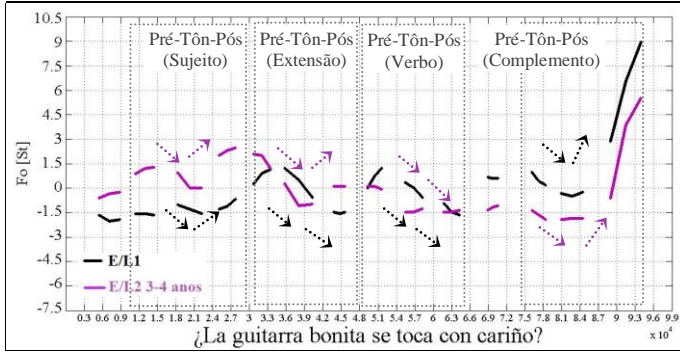 10.5
9
7.5
6
4.5
3
1.5
0
-1.5
-3
-4.5
-6
-7.5
Fo [St]
Pré-Tôn-Pós
(Sujeito)
Pré-Tôn-Pós
(Extensão)
Pré-Tôn-Pós
(Verbo)
Pré-Tôn-Pós
(Complemento)
E/L1
E/L2 3-4 anos
0.3 0.6 0.9 1.2 1.5 1.8 2.1 2.4 2.7 3 3.3 3.6 3.9 4.2 4.5 4.8 5.1 5.4 5.7 6 6.3 6.6 6.9 7.2 7.5 7.8 8.1 8.4 8.7 9 9.3 9.6 9.9
x 10⁴
¿La guitarra bonita se toca con cariño?